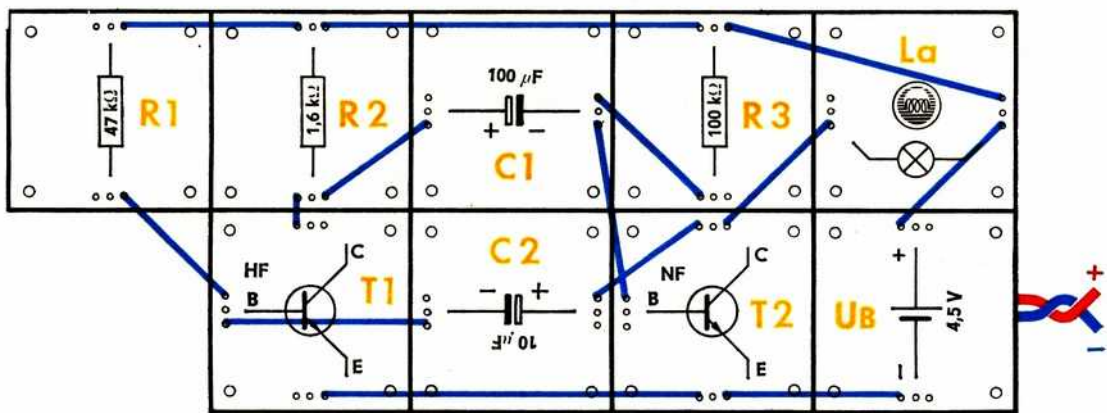 47 kΩ
R1
1,6 kΩ
R2
100 µF
+ −
C1
100 kΩ
R3
La
HF
C
B
T1
E
C2
− +
10 µF
NF
C
B
T2
E
+
UB
4,5 V
−
+
−